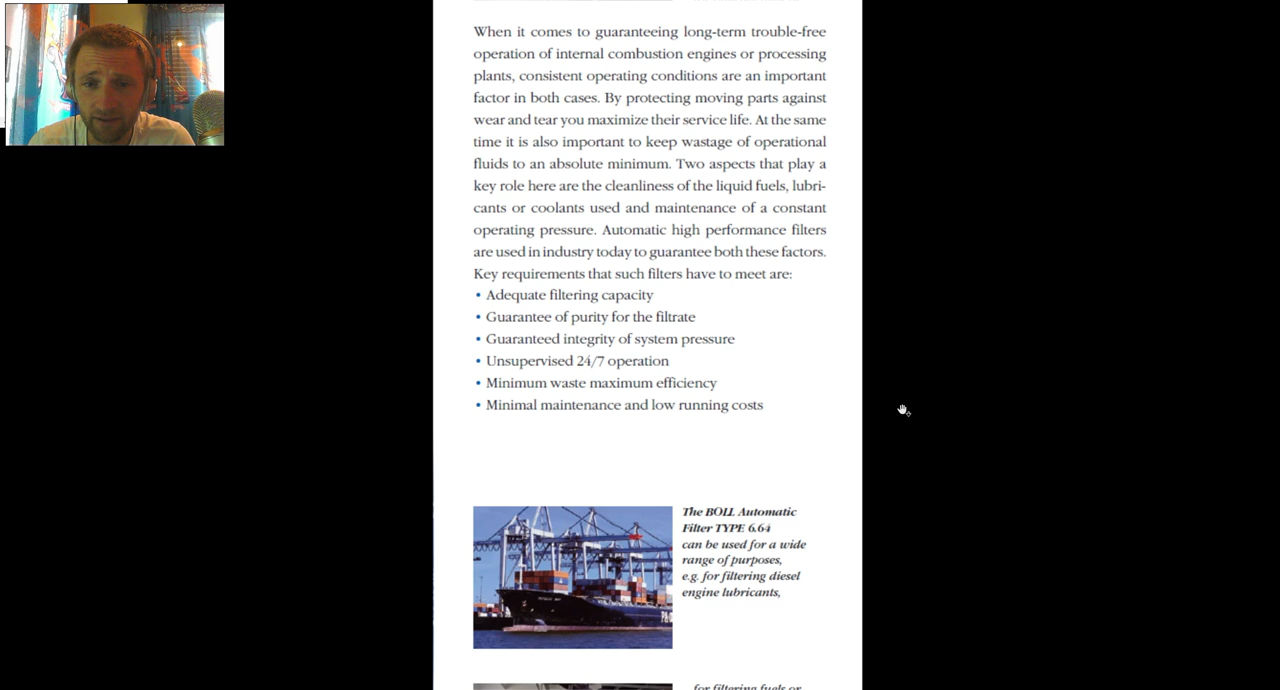 When it comes to guaranteeing long-term trouble-free
operation of internal combustion engines or processing
plants, consistent operating conditions are an important
factor in both cases. By protecting moving parts against
wear and tear you maximize their service life. At the same
time it is also important to keep wastage of operational
fluids to an absolute minimum. Two aspects that play a
key role here are the cleanliness of the liquid fuels, lubri-
cants or coolants used and maintenance of a constant
operating pressure. Automatic high performance filters
are used in industry today to guarantee both these factors.
Key requirements that such filters have to meet are:
• Adequate filtering capacity
• Guarantee of purity for the filtrate
• Guaranteed integrity of system pressure
• Unsupervised 24/7 operation
• Minimum waste maximum efficiency
• Minimal maintenance and low running costs
The BOLL Automatic
Filter TYPE 6.64
can be used for a wide
range of purposes,
e.g. for filtering diesel
engine lubricants,
for filtering fuels or